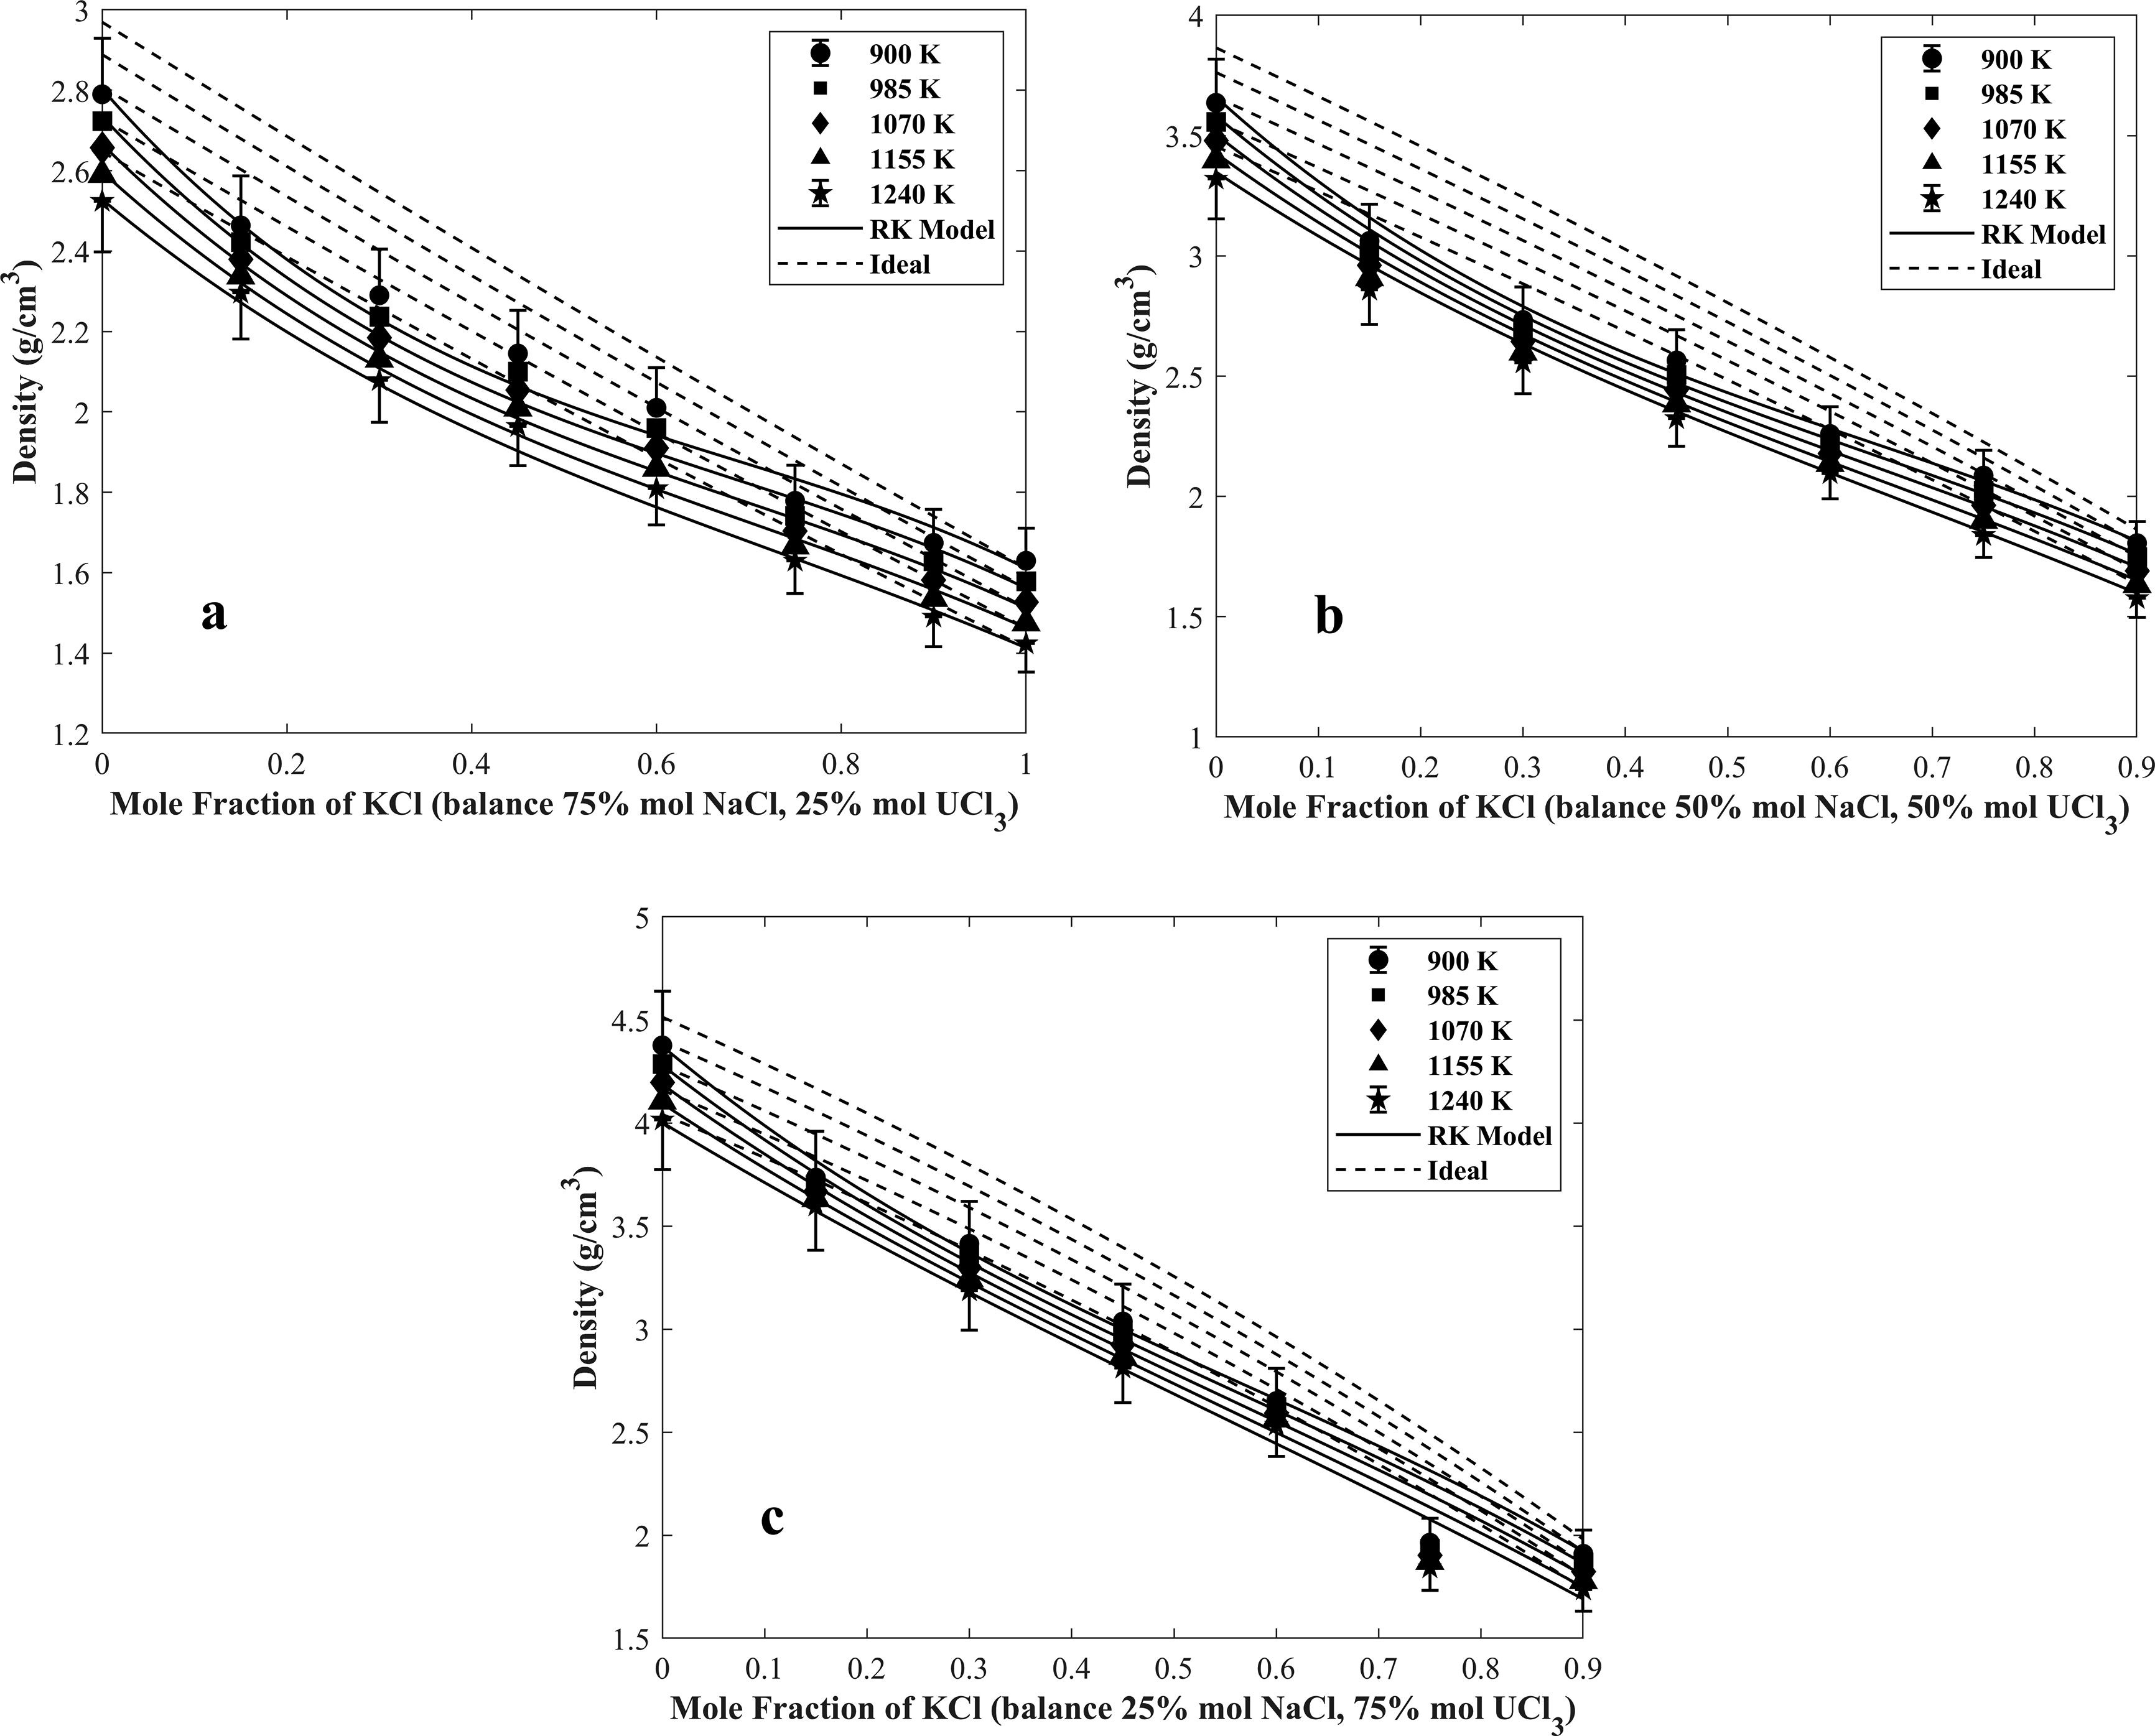 3
2.8
2.6
2.4
2.2
2
1.8
1.6
1.4
1.2
Density (g/cm³)
900 K
985 K
1070 K
1155 K
1240 K
RK Model
Ideal
a
0 0.2 0.4 0.6 0.8 1
Mole Fraction of KCl (balance 75% mol NaCl, 25% mol UCl₃)
4
3.5
3
2.5
2
1.5
1
Density (g/cm³)
900 K
985 K
1070 K
1155 K
1240 K
RK Model
Ideal
b
0 0.1 0.2 0.3 0.4 0.5 0.6 0.7 0.8 0.9
Mole Fraction of KCl (balance 50% mol NaCl, 50% mol UCl₃)
5
4.5
4
3.5
3
2.5
2
1.5
Density (g/cm³)
900 K
985 K
1070 K
1155 K
1240 K
RK Model
Ideal
c
0 0.1 0.2 0.3 0.4 0.5 0.6 0.7 0.8 0.9
Mole Fraction of KCl (balance 25% mol NaCl, 75% mol UCl₃)